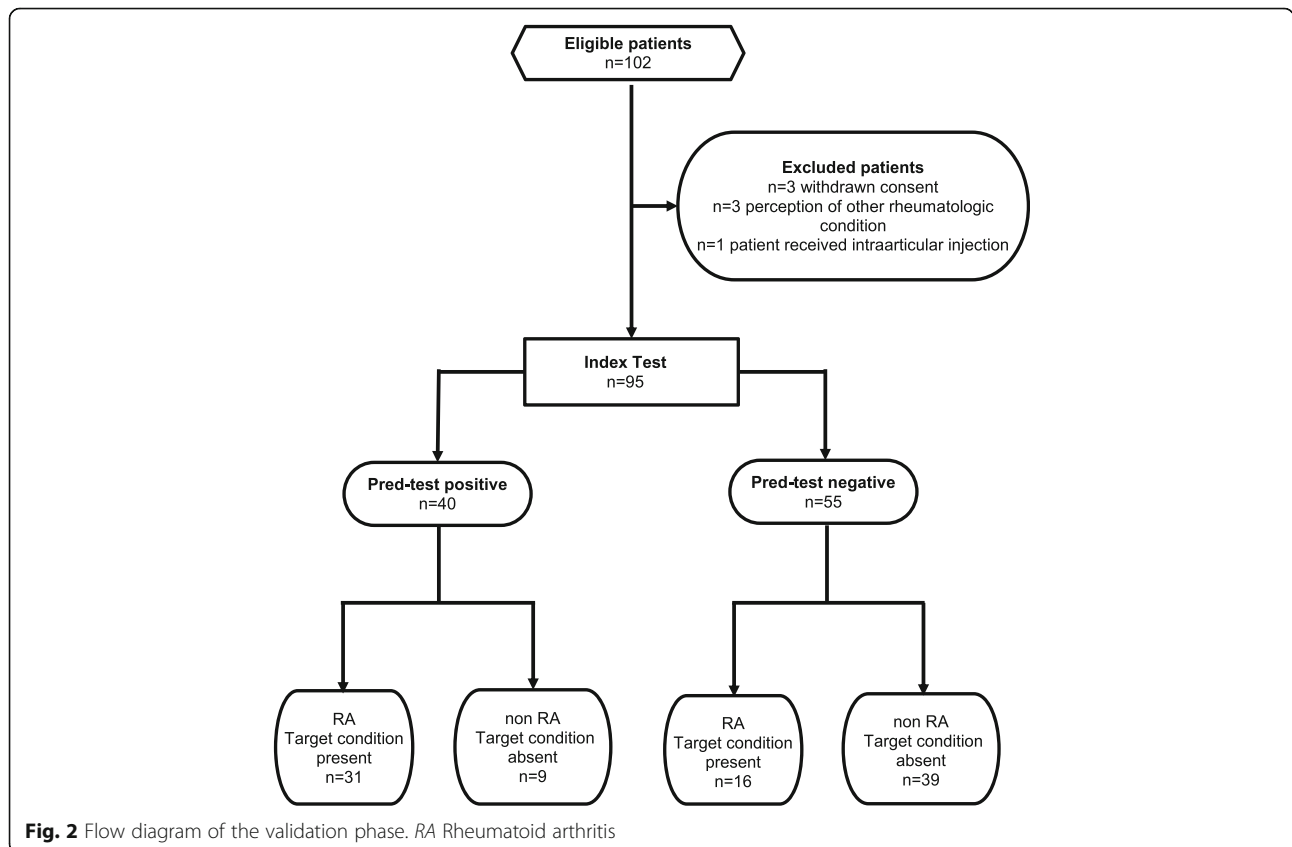 Eligible patients
n=102
Excluded patients
n=3 withdrawn consent
n=3 perception of other rheumatologic
condition
n=1 patient received intraarticular injection
Index Test
n=95
Pred-test positive
n=40
Pred-test negative
n=55
RA
Target condition
present
n=31
non RA
Target condition
absent
n=9
RA
Target condition
present
n=16
non RA
Target condition
absent
n=39
Fig. 2 Flow diagram of the validation phase. RA Rheumatoid arthritis